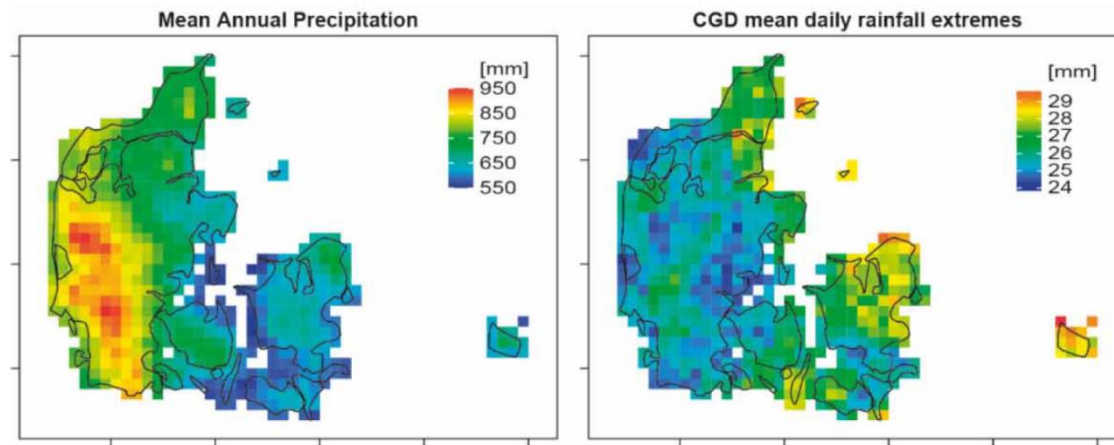 Mean Annual Precipitation
[mm]
950
850
750
650
550
CGD mean daily rainfall extremes
[mm]
29
28
27
26
25
24